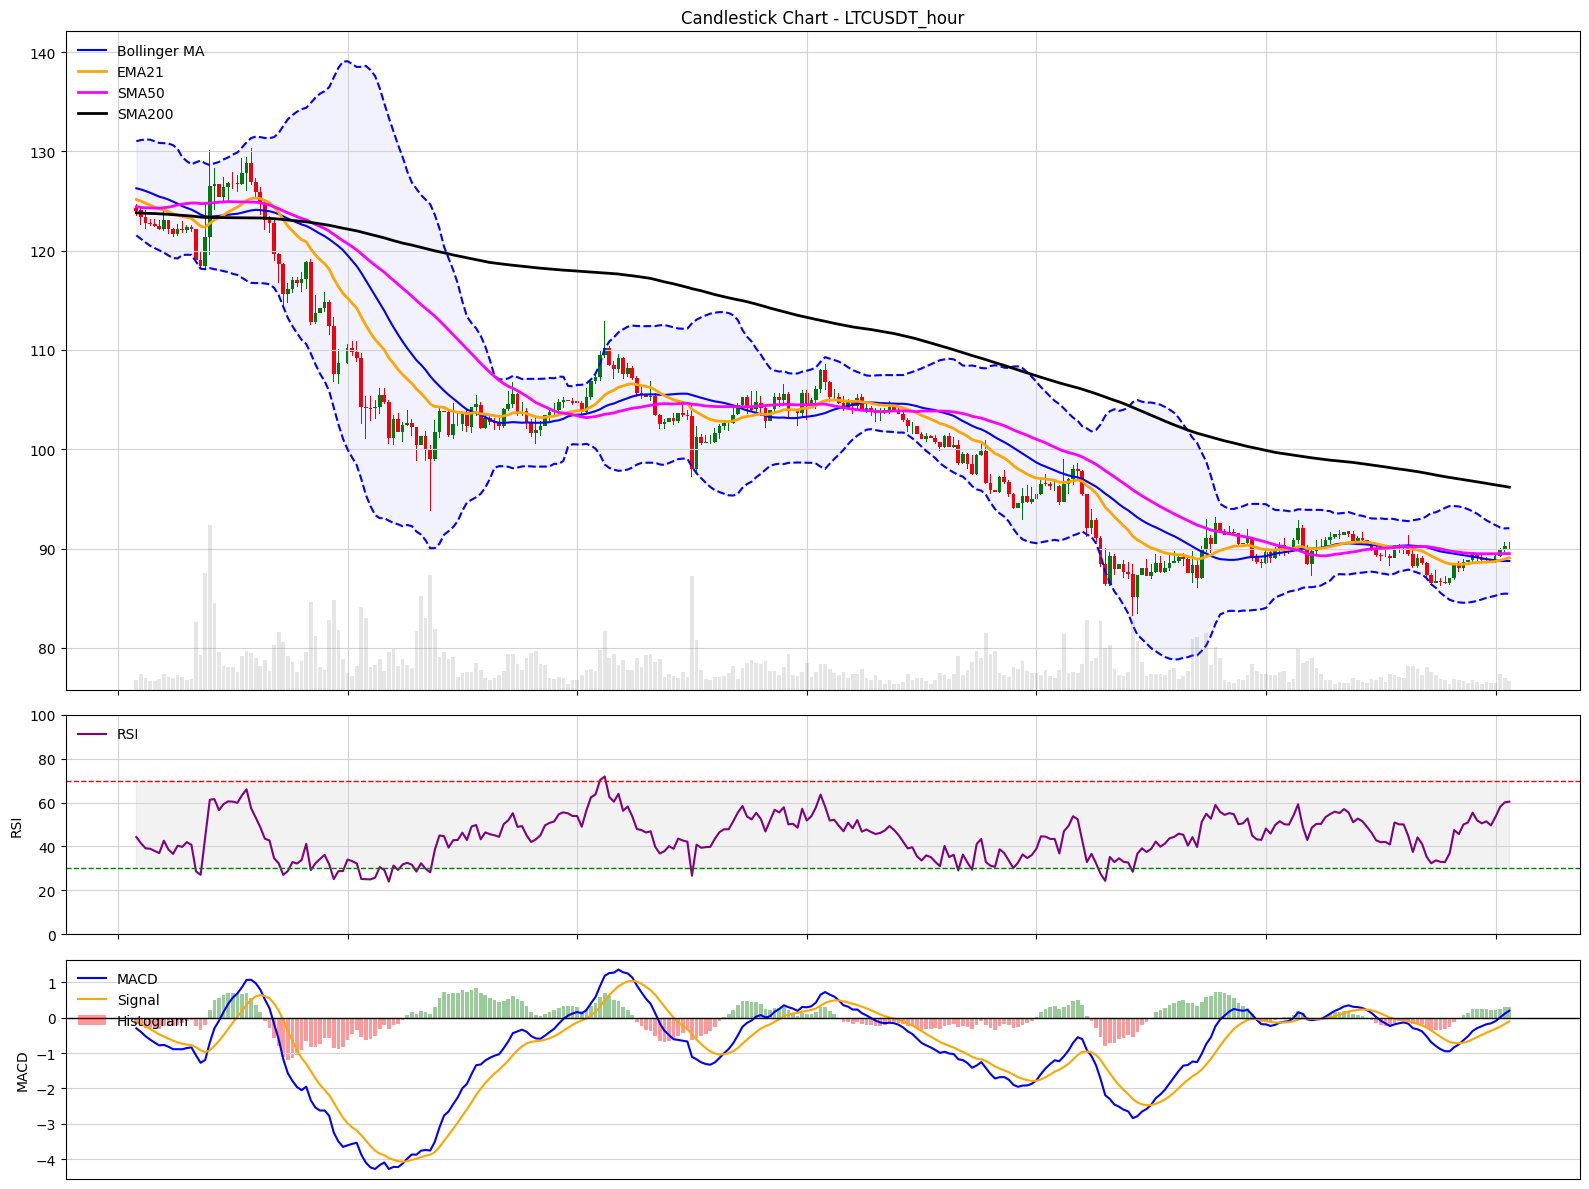 Candlestick Chart - LTCUSDT_hour
Bollinger MA
EMA21
SMA50
SMA200
140
130
120
110
100
90
80
RSI
RSI
100
80
60
40
20
0
MACD
Signal
Histogram
MACD
1
0
−1
−2
−3
−4